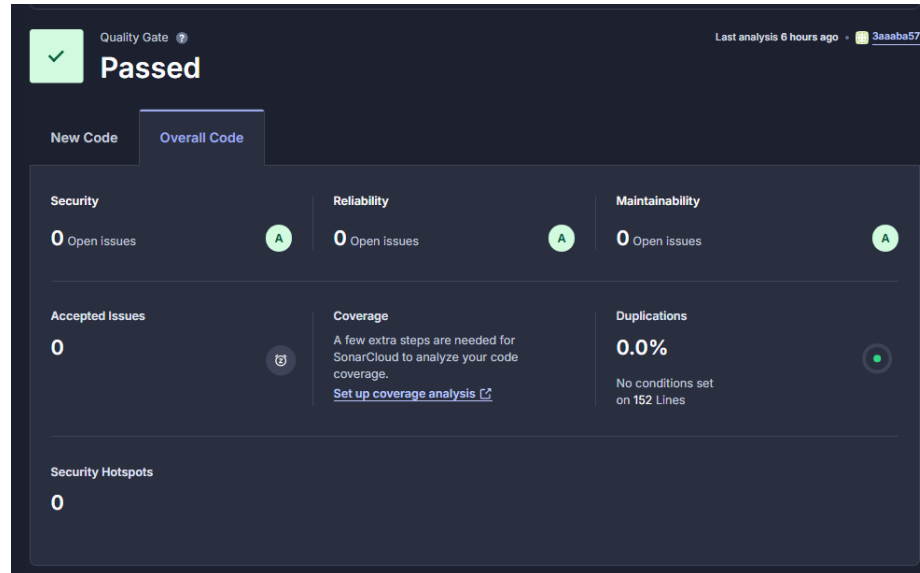 Quality Gate ?
Passed
Last analysis 6 hours ago • 3aaaba57
New Code
Overall Code
Security
0 Open issues
A
Reliability
0 Open issues
A
Maintainability
0 Open issues
A
Accepted Issues
0
Coverage
A few extra steps are needed for
SonarCloud to analyze your code
coverage.
Set up coverage analysis
Duplications
0.0%
No conditions set
on 152 Lines
Security Hotspots
0